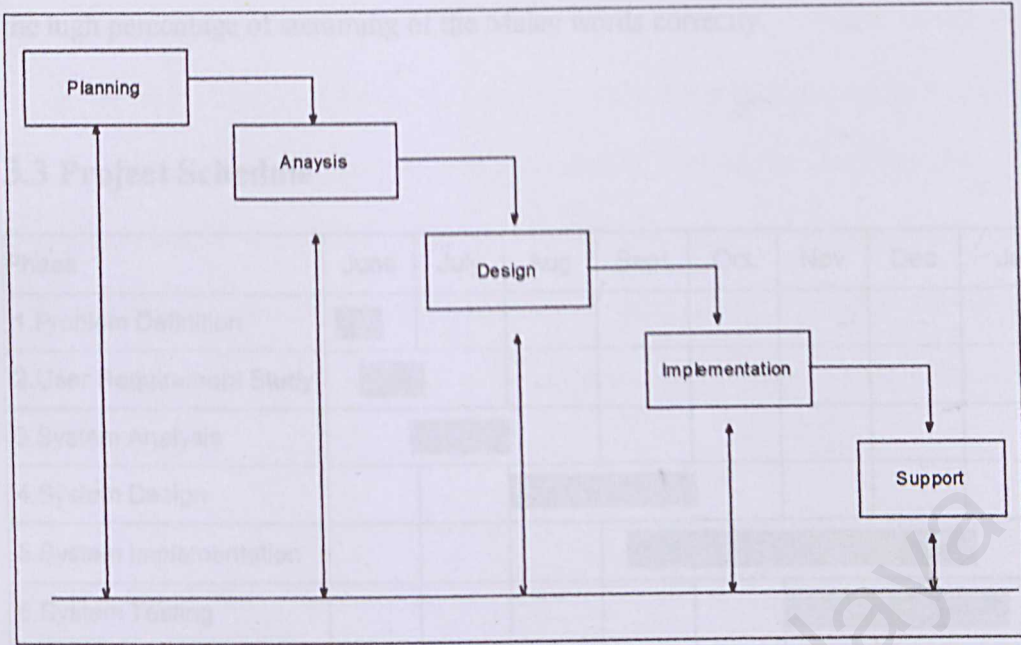 the high percentage of stemming of the Malay words correctly.
Planning
Anaysis
3.3 Project Schedule
Design
Phase June July Aug Sept Oct Nov Dec
1.Problem Definition
Implementation
2.User Requirement Study
3.System Analysis
Support
4.System Design
5.System Implementation
6.System Testing